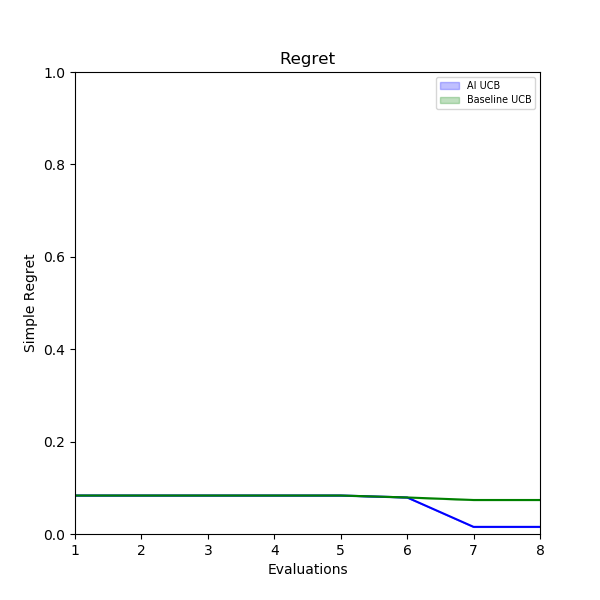 Regret
1.0
AI UCB
Baseline UCB
0.8
0.6
Simple Regret
0.4
0.2
0.0
1 2 3 4 5 6 7 8
Evaluations